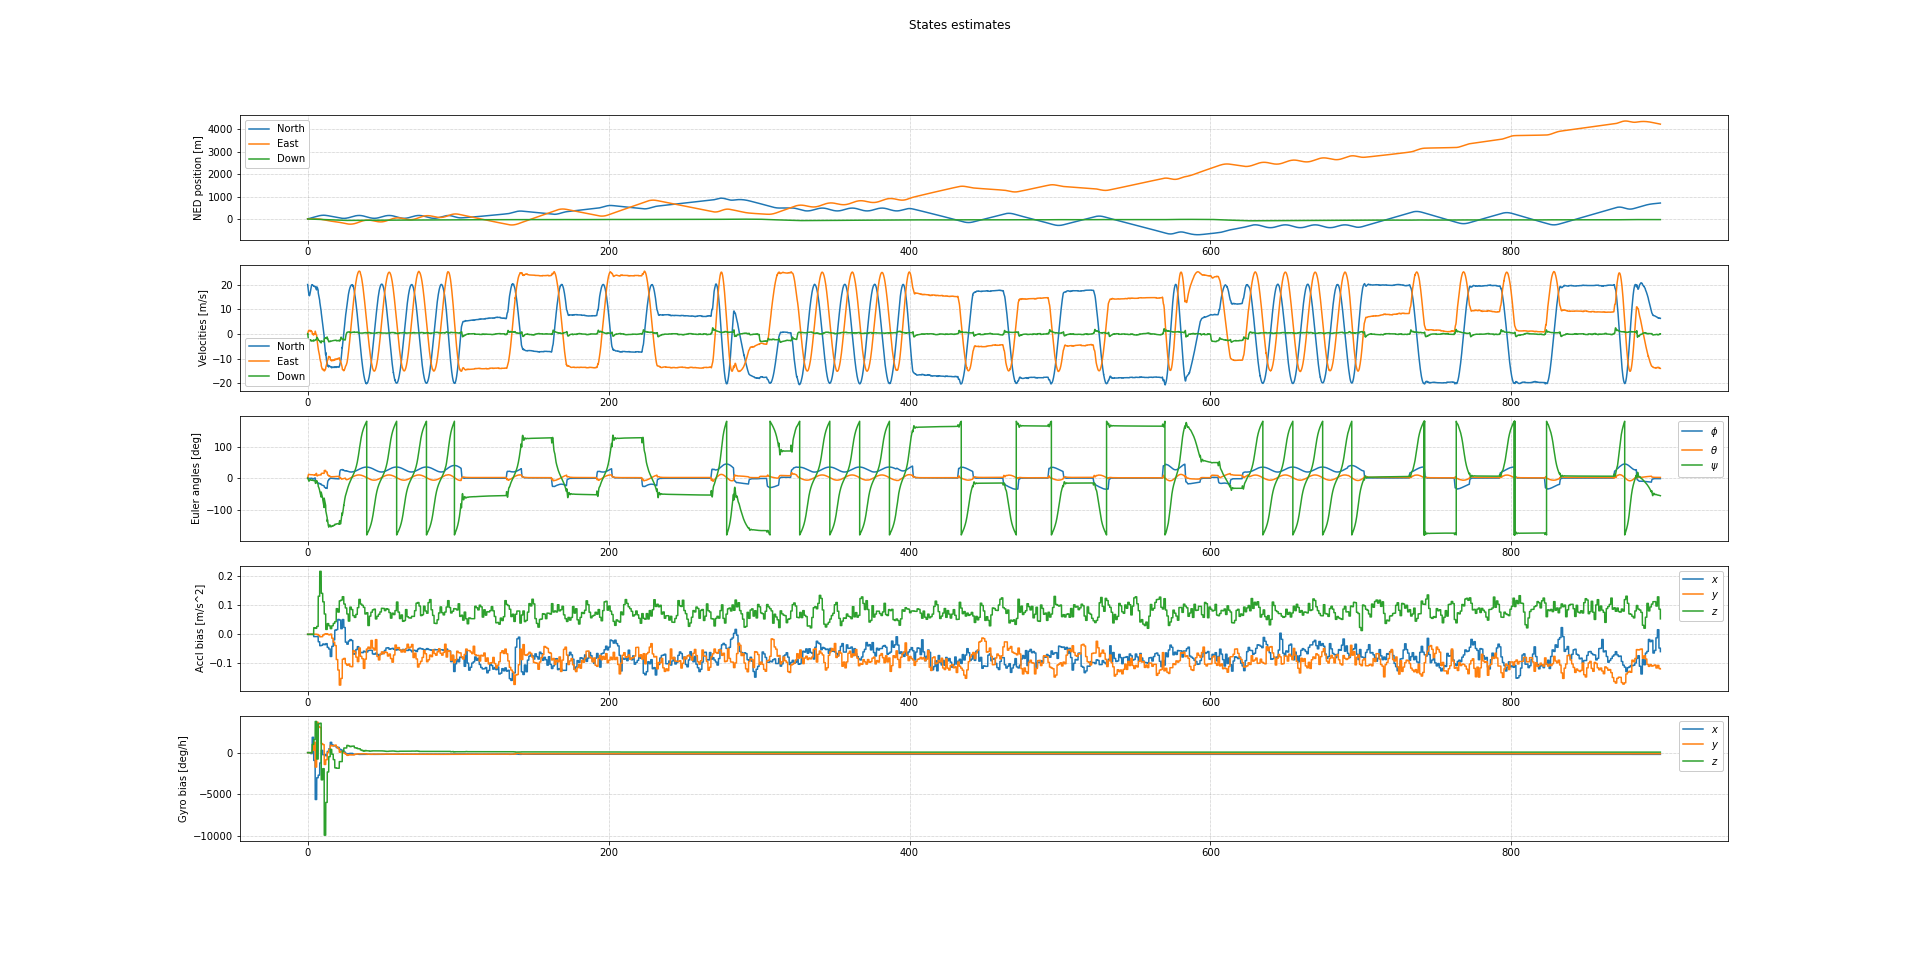 States estimates
NED position [m]
4000
3000
2000
1000
0
North
East
Down
0 200 400 600 800
Velocities [m/s]
20
10
0
−10
−20
North
East
Down
0 200 400 600 800
Euler angles [deg]
100
0
−100
ϕ
θ
ψ
0 200 400 600 800
Accl bias [m/s^2]
0.2
0.1
0.0
−0.1
x
y
z
0 200 400 600 800
Gyro bias [deg/h]
0
−5000
−10000
x
y
z
0 200 400 600 800